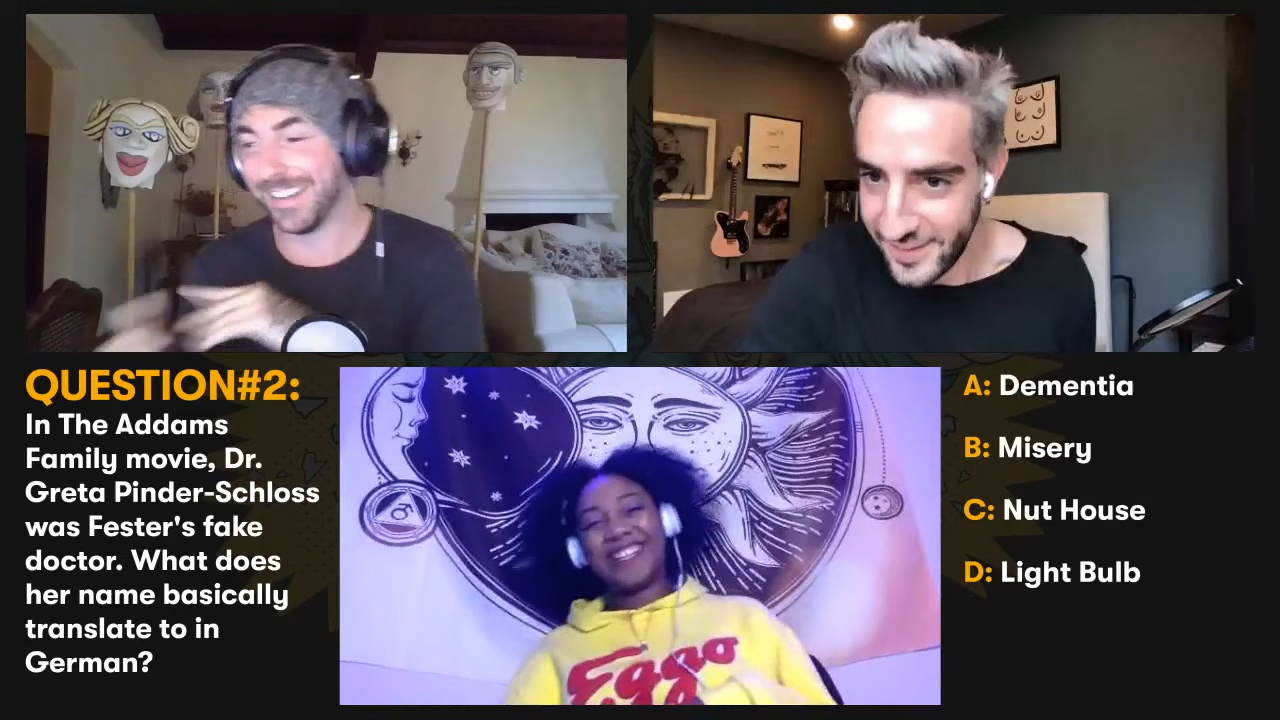 QUESTION#2:
In The Addams
Family movie, Dr.
Greta Pinder-Schloss
was Fester's fake
doctor. What does
her name basically
translate to in
German?
Eggo
A: Dementia
B: Misery
C: Nut House
D: Light Bulb